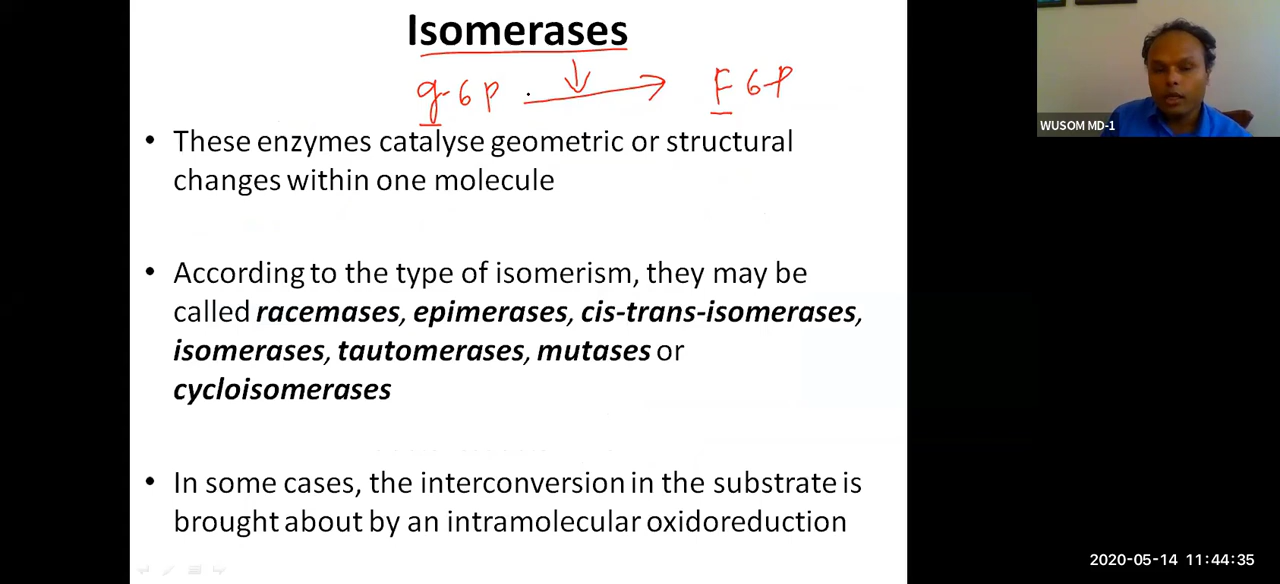 Isomerases
g-6P → F6-P
• These enzymes catalyse geometric or structural
changes within one molecule
• According to the type of isomerism, they may be
called racemases, epimerases, cis-trans-isomerases,
isomerases, tautomerases, mutases or
cycloisomerases
• In some cases, the interconversion in the substrate is
brought about by an intramolecular oxidoreduction
WUSOM MD-1
2020-05-14 11:44:35